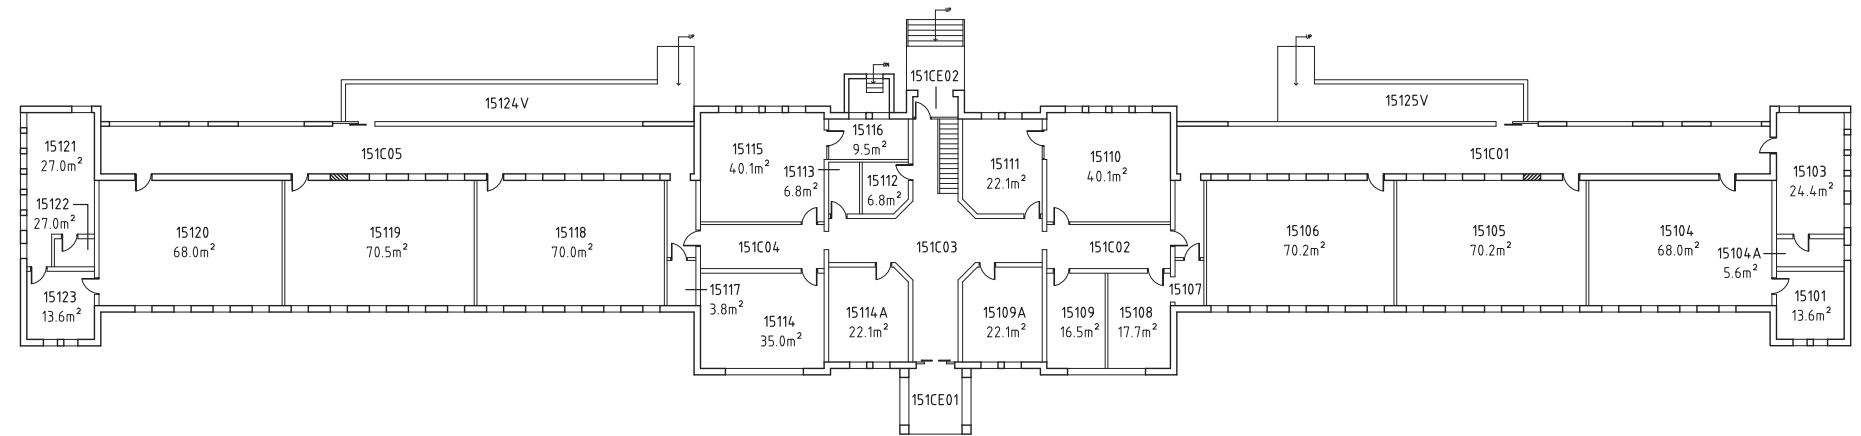 UP
UP
UP
DN
151CE02
15124V
15125V
15121
27.0m²
151C05
15115
40.1m²
15116
9.5m²
15113
6.8m²
15112
6.8m²
15111
22.1m²
15110
40.1m²
151C01
15103
24.4m²
15122
27.0m²
15120
68.0m²
15119
70.5m²
15118
70.0m²
151C04
151C03
151C02
15106
70.2m²
15105
70.2m²
15104
68.0m²
15104A
5.6m²
15123
13.6m²
15117
3.8m²
15114
35.0m²
15114A
22.1m²
15109A
22.1m²
15109
16.5m²
15108
17.7m²
15107
15101
13.6m²
151CE01